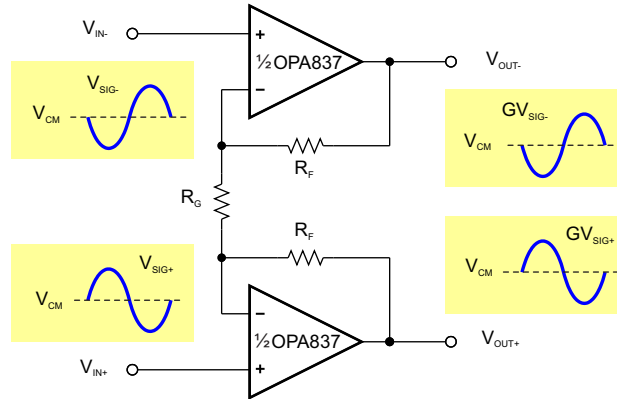 VIN-
+
½OPA837
−
VOUT-
VSIG-
VCM
GVSIG-
VCM
RF
RG
RF
VSIG+
VCM
GVSIG+
VCM
−
½OPA837
+
VOUT+
VIN+